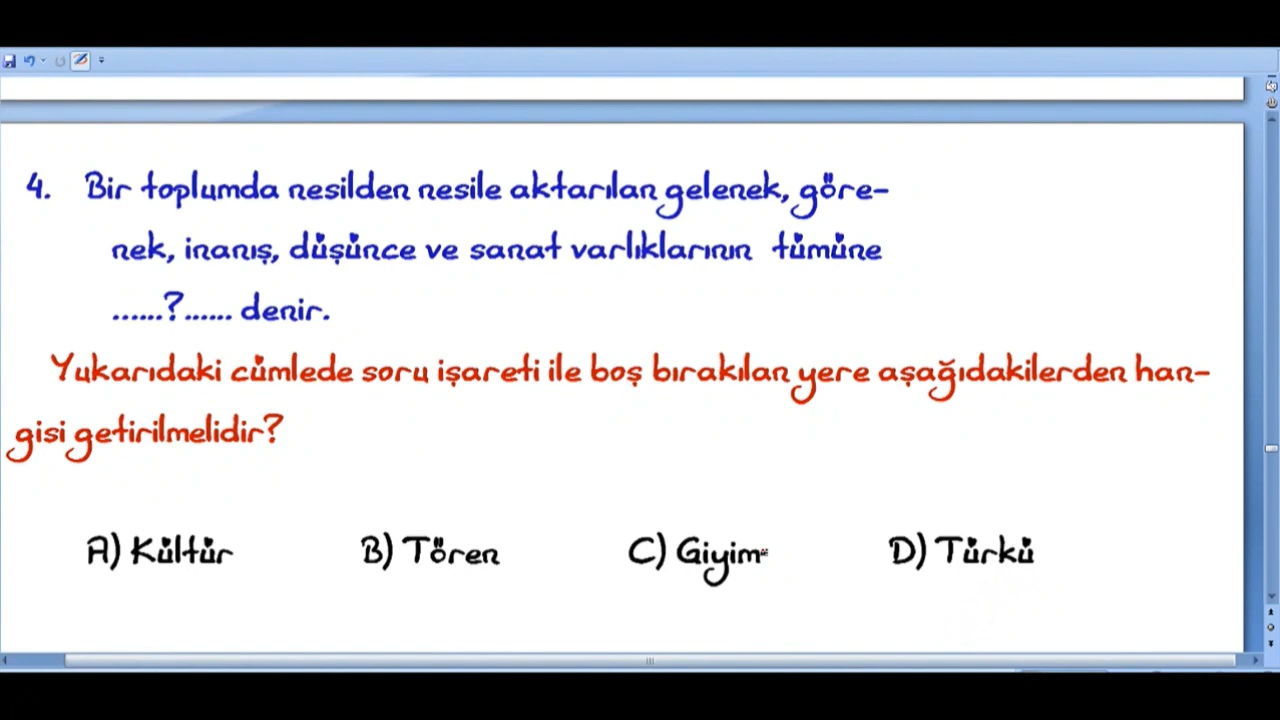 4. Bir toplumda nesilden nesile aktarılan gelenek, göre-
nek, inanış, düşünce ve sanat varlıklarının tümüne
......?...... denir.
Yukarıdaki cümlede soru işareti ile boş bırakılan yere aşağıdakilerden han-
gisi getirilmelidir?
A) Kültür B) Tören C) Giyim D) Türkü